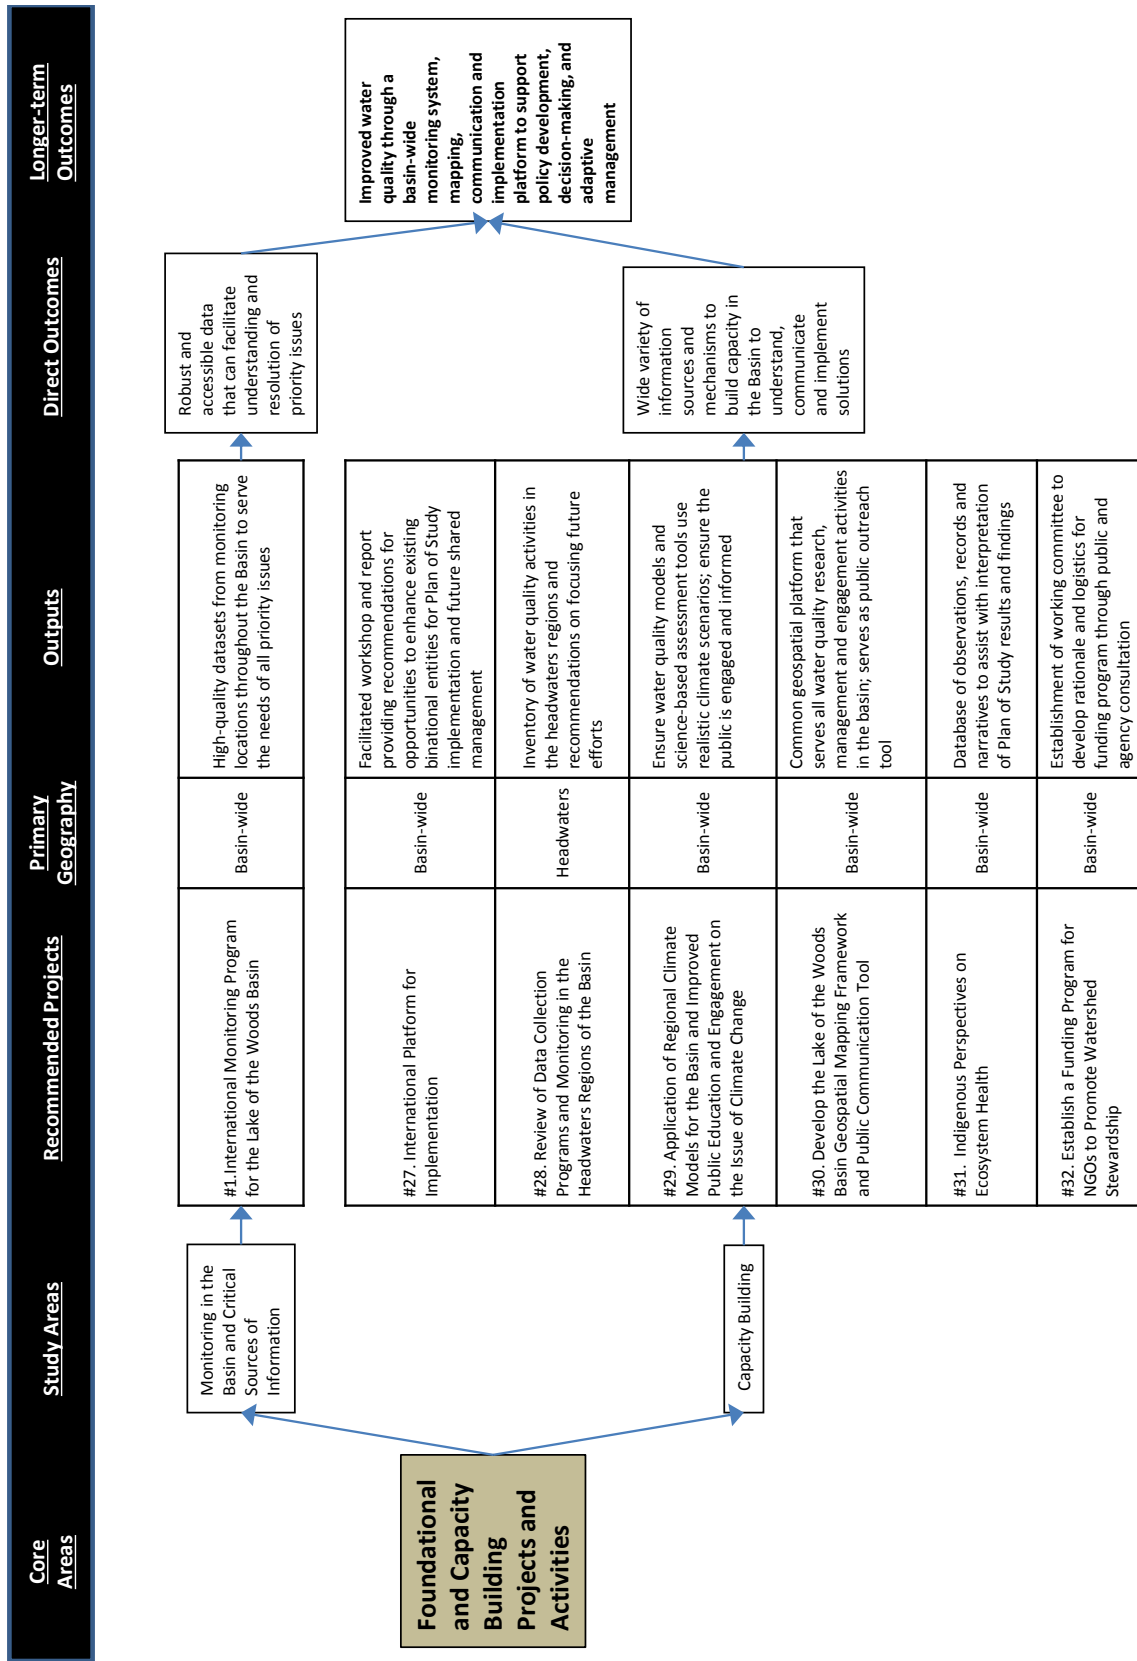 Core
Areas
Study Areas
Recommended Projects
Primary
Geography
Outputs
Direct Outcomes
Longer-term
Outcomes
Foundational
and Capacity
Building
Projects and
Activities
Monitoring in the
Basin and Critical
Sources of
Information
#1.International Monitoring Program
for the Lake of the Woods Basin
Basin-wide
High-quality datasets from monitoring
locations throughout the Basin to serve
the needs of all priority issues
Robust and
accessible data
that can facilitate
understanding and
resolution of
priority issues
Capacity Building
#27. International Platform for
Implementation
Basin-wide
Facilitated workshop and report
providing recommendations for
opportunities to enhance existing
binational entities for Plan of Study
implementation and future shared
management
#28. Review of Data Collection
Programs and Monitoring in the
Headwaters Regions of the Basin
Headwaters
Inventory of water quality activities in
the headwaters regions and
recommendations on focusing future
efforts
#29. Application of Regional Climate
Models for the Basin and Improved
Public Education and Engagement on
the Issue of Climate Change
Basin-wide
Ensure water quality models and
science-based assessment tools use
realistic climate scenarios; ensure the
public is engaged and informed
#30. Develop the Lake of the Woods
Basin Geospatial Mapping Framework
and Public Communication Tool
Basin-wide
Common geospatial platform that
serves all water quality research,
management and engagement activities
in the basin; serves as public outreach
tool
#31. Indigenous Perspectives on
Ecosystem Health
Basin-wide
Database of observations, records and
narratives to assist with interpretation
of Plan of Study results and findings
#32. Establish a Funding Program for
NGOs to Promote Watershed
Stewardship
Basin-wide
Establishment of working committee to
develop rationale and logistics for
funding program through public and
agency consultation
Wide variety of
information
sources and
mechanisms to
build capacity in
the Basin to
understand,
communicate
and implement
solutions
Improved water
quality through a
basin-wide
monitoring system,
mapping,
communication and
implementation
platform to support
policy development,
decision-making, and
adaptive
management